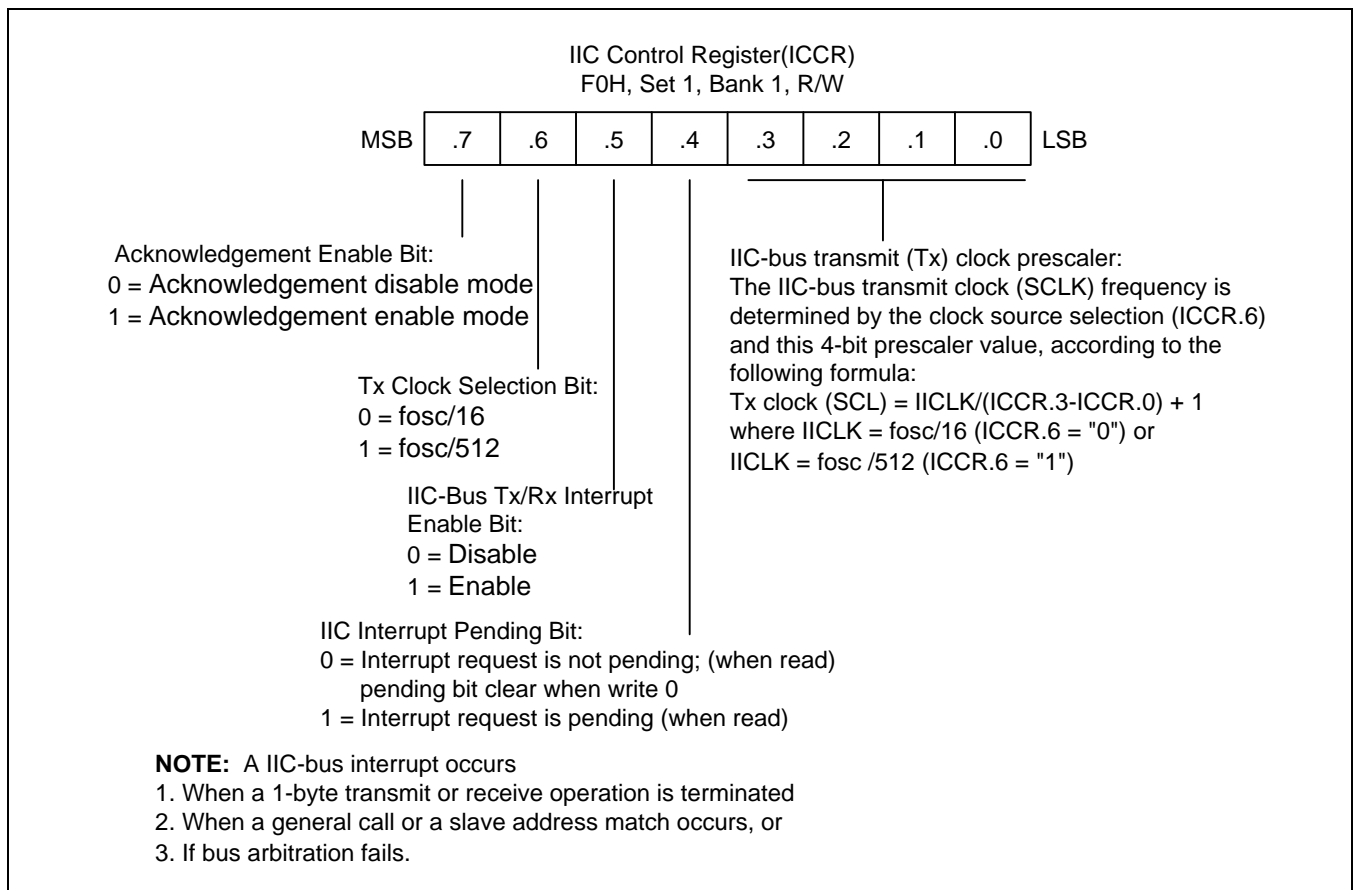 IIC Control Register(ICCR)
F0H, Set 1, Bank 1, R/W
MSB .7 .6 .5 .4 .3 .2 .1 .0 LSB
Acknowledgement Enable Bit:
0 = Acknowledgement disable mode
1 = Acknowledgement enable mode
Tx Clock Selection Bit:
0 = fosc/16
1 = fosc/512
IIC-Bus Tx/Rx Interrupt
Enable Bit:
0 = Disable
1 = Enable
IIC Interrupt Pending Bit:
0 = Interrupt request is not pending; (when read)
pending bit clear when write 0
1 = Interrupt request is pending (when read)
IIC-bus transmit (Tx) clock prescaler:
The IIC-bus transmit clock (SCLK) frequency is
determined by the clock source selection (ICCR.6)
and this 4-bit prescaler value, according to the
following formula:
Tx clock (SCL) = IICLK/(ICCR.3-ICCR.0) + 1
where IICLK = fosc/16 (ICCR.6 = "0") or
IICLK = fosc /512 (ICCR.6 = "1")
NOTE: A IIC-bus interrupt occurs
1. When a 1-byte transmit or receive operation is terminated
2. When a general call or a slave address match occurs, or
3. If bus arbitration fails.